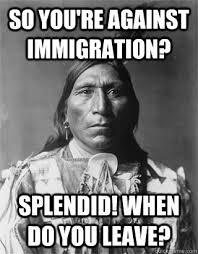 SO YOU'RE AGAINST
IMMIGRATION?
SPLENDID! WHEN
DO YOU LEAVE?